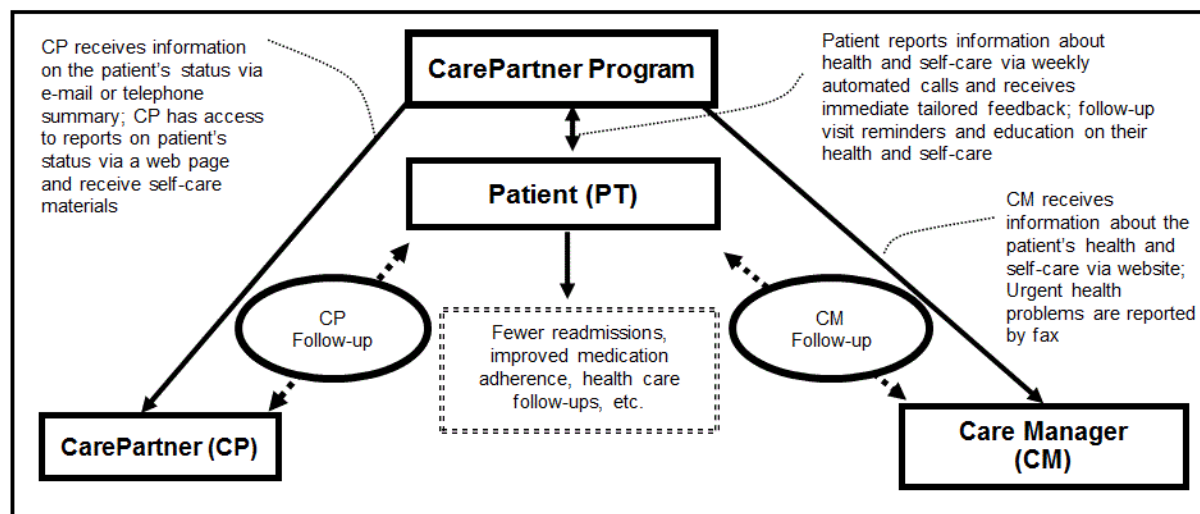 CP receives information
on the patient's status via
e-mail or telephone
summary; CP has access
to reports on patient's
status via a web page
and receive self-care
materials
CarePartner Program
Patient reports information about
health and self-care via weekly
automated calls and receives
immediate tailored feedback; follow-up
visit reminders and education on their
health and self-care
Patient (PT)
CM receives
information about the
patient's health and
self-care via website;
Urgent health
problems are reported
by fax
CP
Follow-up
Fewer readmissions,
improved medication
adherence, health care
follow-ups, etc.
CM
Follow-up
CarePartner (CP)
Care Manager
(CM)